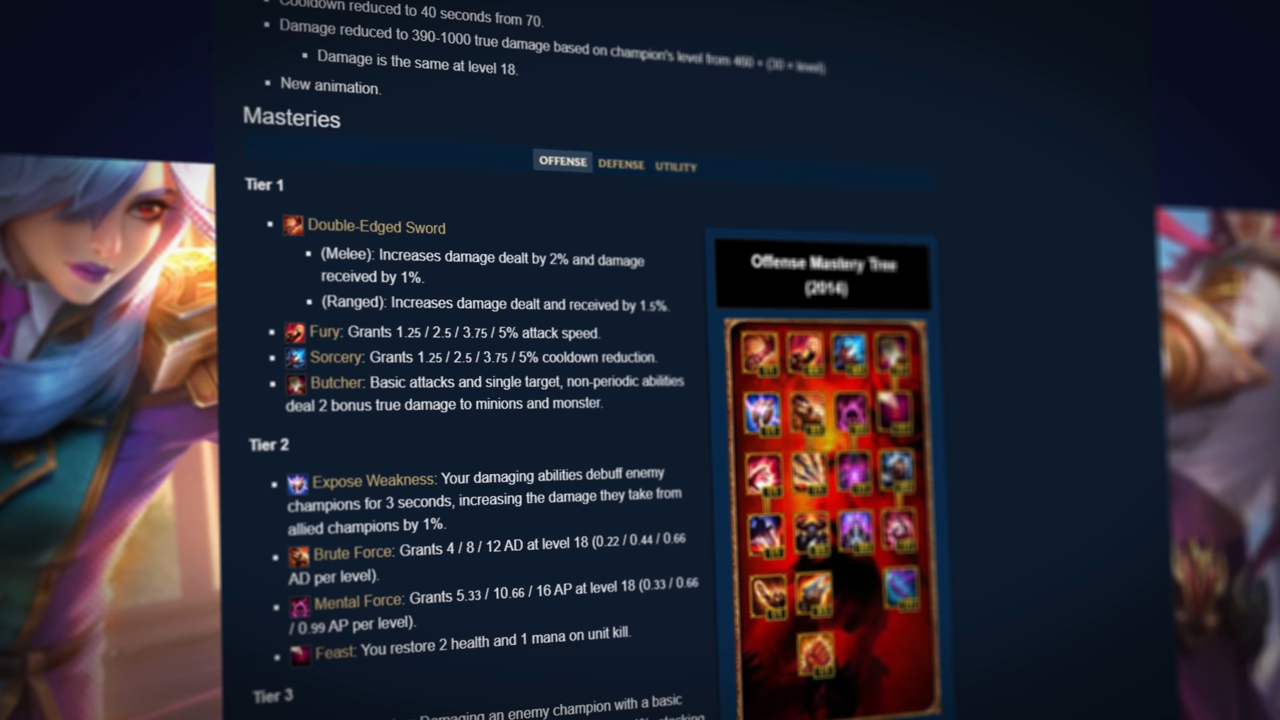 Cooldown reduced to 40 seconds from 70.
Damage reduced to 390-1000 true damage based on champion's level from 460 + (30 × level).
Damage is the same at level 18.
New animation.
Masteries
OFFENSE DEFENSE UTILITY
Tier 1
Double-Edged Sword
(Melee): Increases damage dealt by 2% and damage
received by 1%.
(Ranged): Increases damage dealt and received by 1.5%.
Fury: Grants 1.25 / 2.5 / 3.75 / 5% attack speed.
Sorcery: Grants 1.25 / 2.5 / 3.75 / 5% cooldown reduction.
Butcher: Basic attacks and single target, non-periodic abilities
deal 2 bonus true damage to minions and monster.
Offense Mastery Tree
(2014)
Tier 2
Expose Weakness: Your damaging abilities debuff enemy
champions for 3 seconds, increasing the damage they take from
allied champions by 1%.
Brute Force: Grants 4 / 8 / 12 AD at level 18 (0.22 / 0.44 / 0.66
AD per level).
Mental Force: Grants 5.33 / 10.66 / 16 AP at level 18 (0.33 / 0.66
/ 0.99 AP per level).
Feast: You restore 2 health and 1 mana on unit kill.
Tier 3
Damaging an enemy champion with a basic